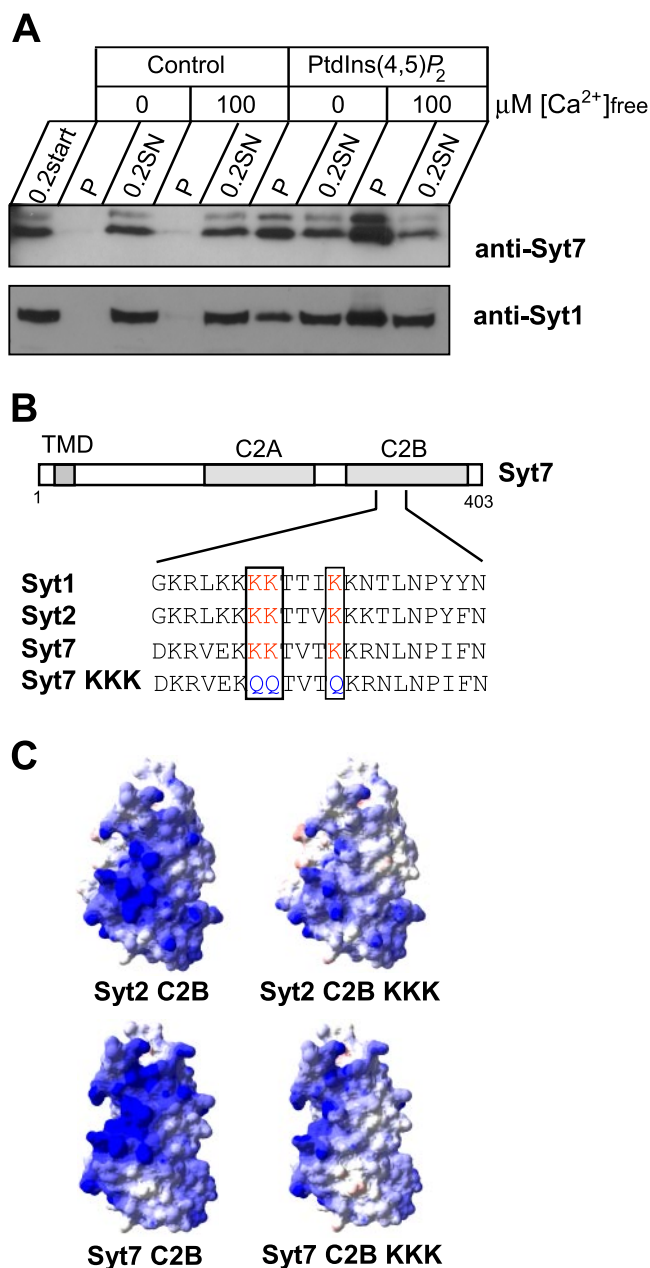 A
Control
PtdIns(4,5)P2
0
100
0
100
μM [Ca2+]free
0.2start
P
0.2SN
P
0.2SN
P
0.2SN
P
0.2SN
anti-Syt7
anti-Syt1
B
TMD
C2A
C2B
Syt7
1
403
Syt1 GKRLKKKKTTIKKNTLNPYYN
Syt2 GKRLKKKKTTVKKKTLNPYFN
Syt7 DKRVEKKKTVTKKRNLNPIFN
Syt7 KKK DKRVEKQQTVTQKRNLNPIFN
C
Syt2 C2B
Syt2 C2B KKK
Syt7 C2B
Syt7 C2B KKK